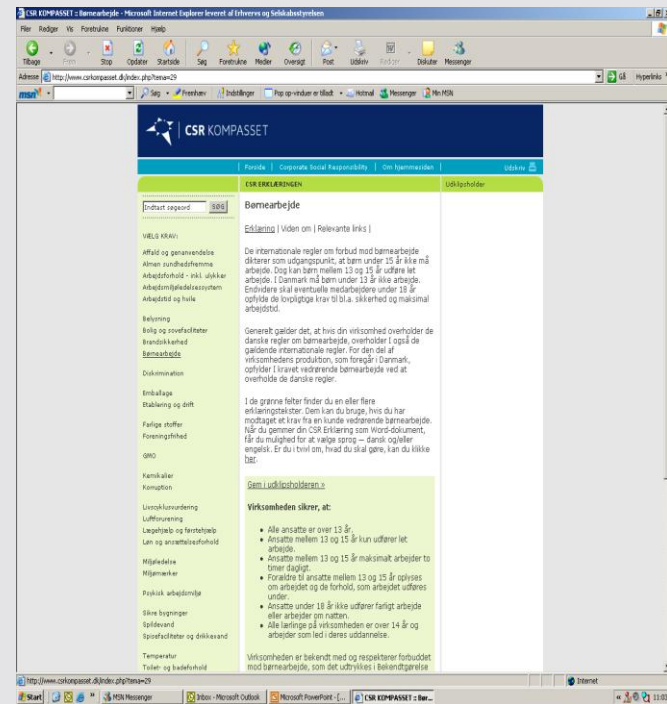 CSR KOMPASSET :: Børnearbejde - Microsoft Internet Explorer leveret af Erhvervs og Selskabsstyrelsen
Filer Rediger Vis Foretrukne Funktioner Hjælp
Tilbage Frem Stop Opdater Startside Søg Foretrukne Medier Oversigt Post Udskriv Rediger Diskuter Messenger
Adresse http://www.csrkompasset.dk/index.php?tema=29 Gå Hyperlinks
msn Søg Fremhæv Indstillinger Pop op-vinduer er tilladt Hotmail Messenger Min MSN
CSR KOMPASSET
| Forside | Corporate Social Responsibility | Om hjemmesiden | Udskriv
CSR ERKLÆRINGEN Udklipsholder
Indtast søgeord SØG
VÆLG KRAV:
Affald og genanvendelse
Almen sundhedsfremme
Arbejdsforhold - inkl. ulykker
Arbejdsmiljøledelsessystem
Arbejdstid og hvile
Belysning
Bolig og sovefaciliteter
Brandsikkerhed
Børnearbejde
Diskrimination
Emballage
Etablering og drift
Farlige stoffer
Foreningsfrihed
GMO
Kemikalier
Korruption
Livscyklusvurdering
Luftforurening
Lægehjælp og førstehjælp
Løn og ansættelsesforhold
Miljøledelse
Miljømærker
Psykisk arbejdsmiljø
Sikre bygninger
Spildevand
Spisefaciliteter og drikkevand
Temperatur
Toilet- og badeforhold
Børnearbejde
Erklæring | Viden om | Relevante links |
De internationale regler om forbud mod børnearbejde
dikterer som udgangspunkt, at børn under 15 år ikke må
arbejde. Dog kan børn mellem 13 og 15 år udføre let
arbejde. I Danmark må børn under 13 år ikke arbejde.
Endvidere skal eventuelle medarbejdere under 18 år
opfylde de lovpligtige krav til bl.a. sikkerhed og maksimal
arbejdstid.
Generelt gælder det, at hvis din virksomhed overholder de
danske regler om børnearbejde, overholder I også de
gældende internationale regler. For den del af
virksomhedens produktion, som foregår i Danmark,
opfylder I kravet vedrørende børnearbejde ved at
overholde de danske regler.
I de grønne felter finder du en eller flere
erklæringstekster. Dem kan du bruge, hvis du har
modtaget et krav fra en kunde vedrørende børnearbejde.
Når du gemmer din CSR Erklæring som Word-dokument,
får du mulighed for at vælge sprog – dansk og/eller
engelsk. Er du i tvivl om, hvad du skal gøre, kan du klikke
her.
Gem i udklipsholderen »
Virksomheden sikrer, at:
• Alle ansatte er over 13 år.
• Ansatte mellem 13 og 15 år kun udfører let
arbejde.
• Ansatte mellem 13 og 15 år maksimalt arbejder to
timer dagligt.
• Forældre til ansatte mellem 13 og 15 år oplyses
om arbejdet og de forhold, som arbejdet udføres
under.
• Ansatte under 18 år ikke udfører farligt arbejde
eller arbejder om natten.
• Alle lærlinge på virksomheden er over 14 år og
arbejder som led i deres uddannelse.
Virksomheden er bekendt med og respekterer forbuddet
mod børnearbejde, som det udtrykkes i Bekendtgørelse
http://www.csrkompasset.dk/index.php?tema=29 Internet
Start MSN Messenger Inbox - Microsoft Outlook Microsoft PowerPoint - [... CSR KOMPASSET :: Bør... 11:03